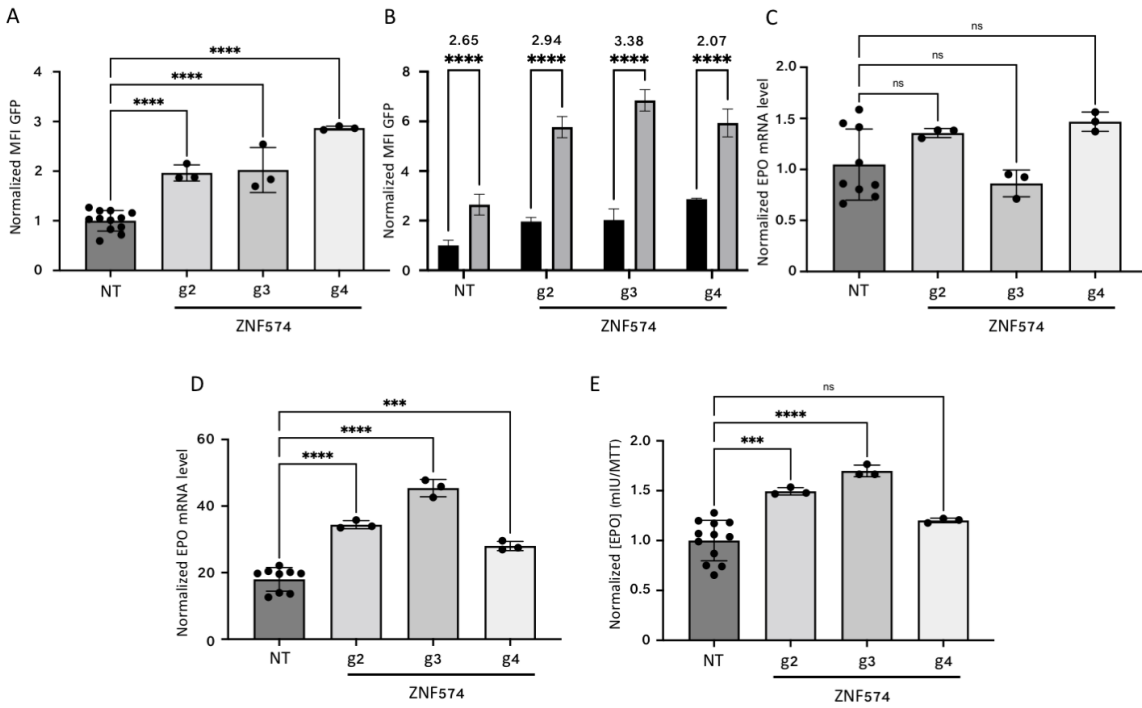 A
****
****
****
Normalized MFI GFP
4
3
2
1
0
NT
g2
g3
g4
ZNF574
B
2.65
2.94
3.38
2.07
****
****
****
****
Normalized MFI GFP
8
6
4
2
0
NT
g2
g3
g4
ZNF574
C
ns
ns
ns
Normalized EPO mRNA level
2.0
1.5
1.0
0.5
0
NT
g2
g3
g4
ZNF574
D
***
****
****
Normalized EPO mRNA level
60
40
20
0
NT
g2
g3
g4
ZNF574
E
ns
****
***
Normalized [EPO] (mIU/MTT)
2.0
1.5
1.0
0.5
0
NT
g2
g3
g4
ZNF574